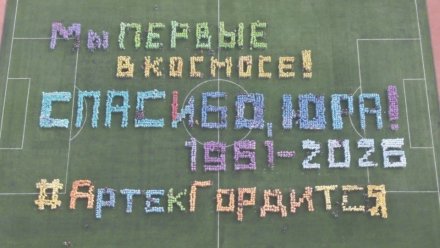 Мы ПЕРВЫЕ
В КОСМОСЕ!
СПАСИБО, ЮРА!
1961-2026
#АртекГордится